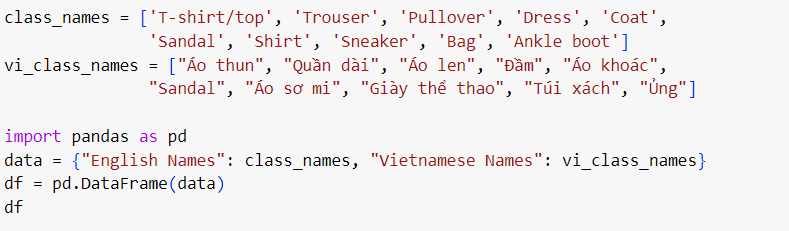 class_names = ['T-shirt/top', 'Trouser', 'Pullover', 'Dress', 'Coat',
               'Sandal', 'Shirt', 'Sneaker', 'Bag', 'Ankle boot']
vi_class_names = ["Áo thun", "Quần dài", "Áo len", "Đầm", "Áo khoác",
               "Sandal", "Áo sơ mi", "Giày thể thao", "Túi xách", "Ủng"]

import pandas as pd
data = {"English Names": class_names, "Vietnamese Names": vi_class_names}
df = pd.DataFrame(data)
df